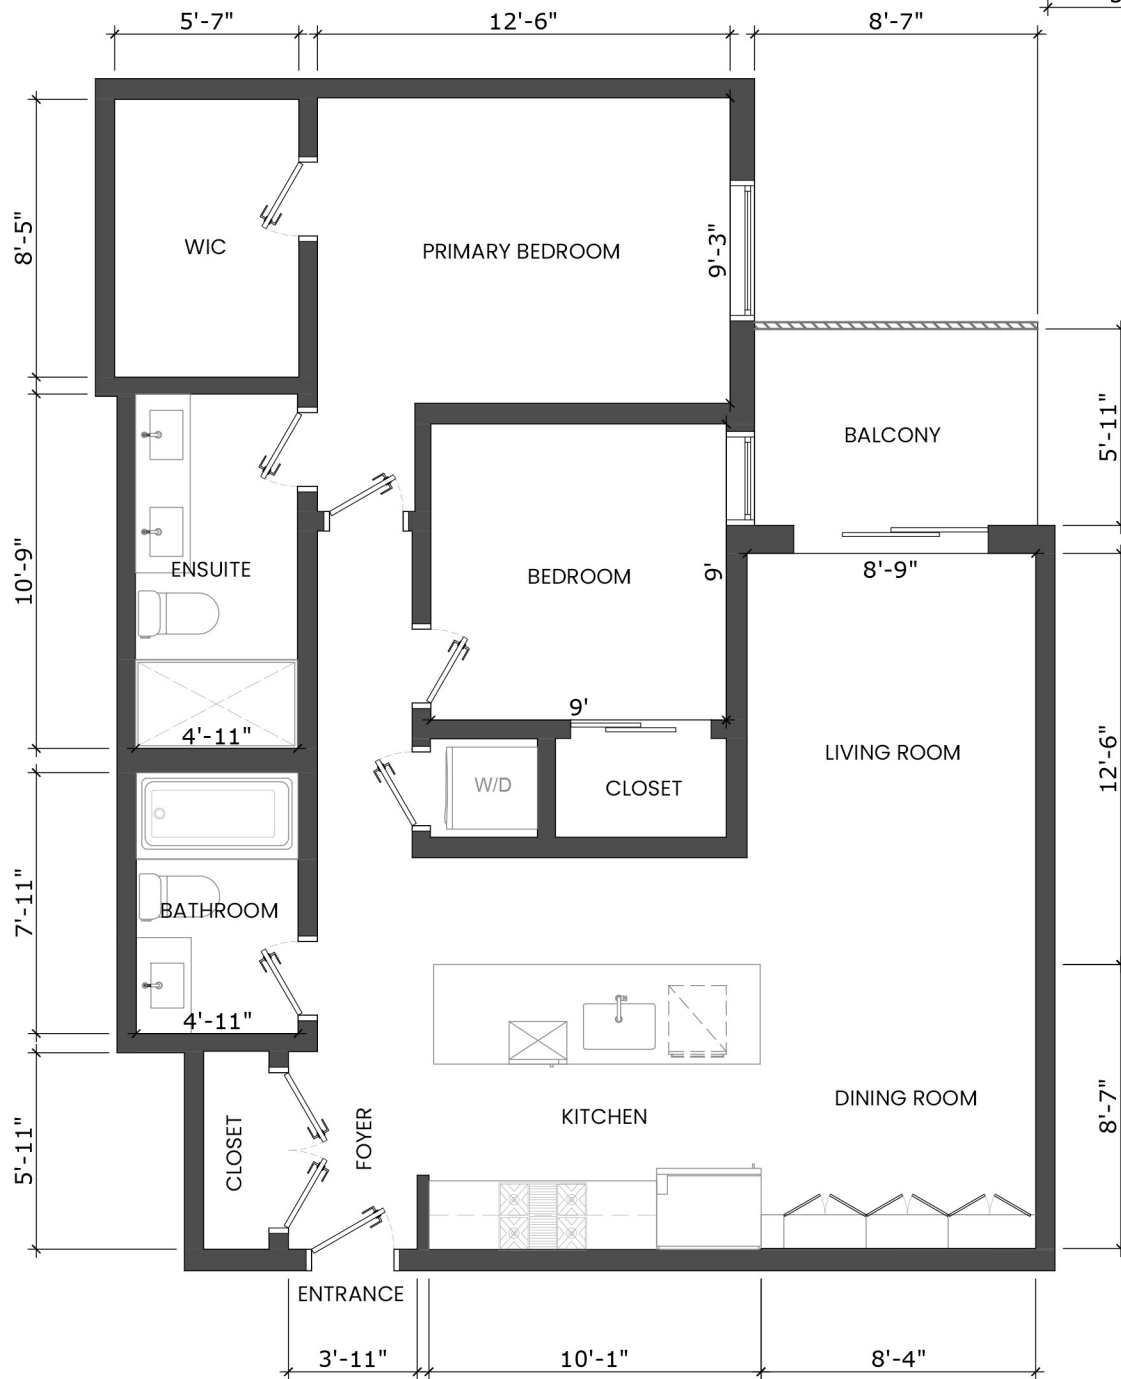 5'-7"
12'-6"
8'-7"
8'-5"
WIC
PRIMARY BEDROOM
9'-3"
BALCONY
5'-11"
10'-9"
ENSUITE
BEDROOM
9'
8'-9"
9'
4'-11"
LIVING ROOM
12'-6"
W/D
CLOSET
7'-11"
BATHROOM
4'-11"
KITCHEN
DINING ROOM
8'-7"
5'-11"
CLOSET
FOYER
ENTRANCE
3'-11"
10'-1"
8'-4"